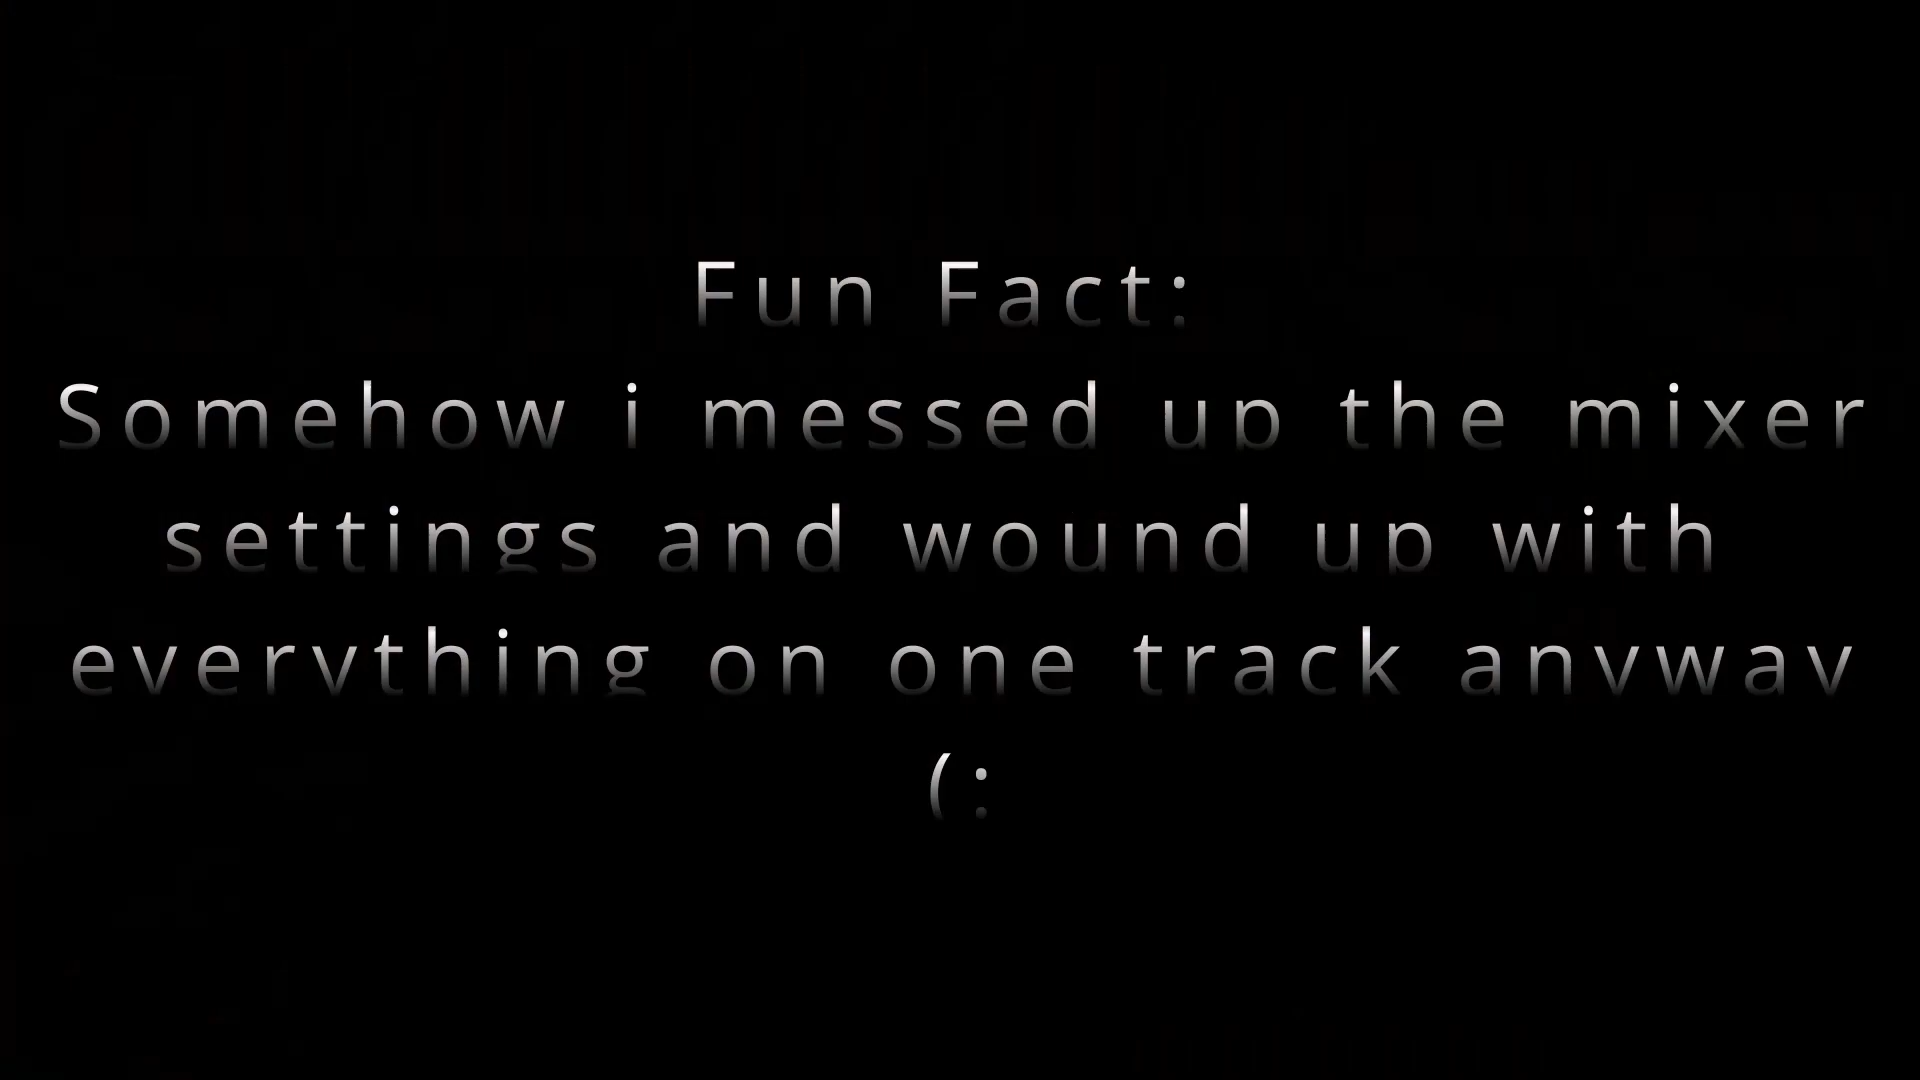 Fun Fact:
Somehow i messed up the mixer
settings and wound up with
everything on one track anyway
(: